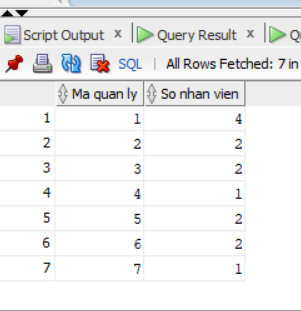 Script Output x Query Result x Q
SQL | All Rows Fetched: 7 in
Ma quan ly So nhan vien
1 1 4
2 2 2
3 3 2
4 4 1
5 5 2
6 6 2
7 7 1